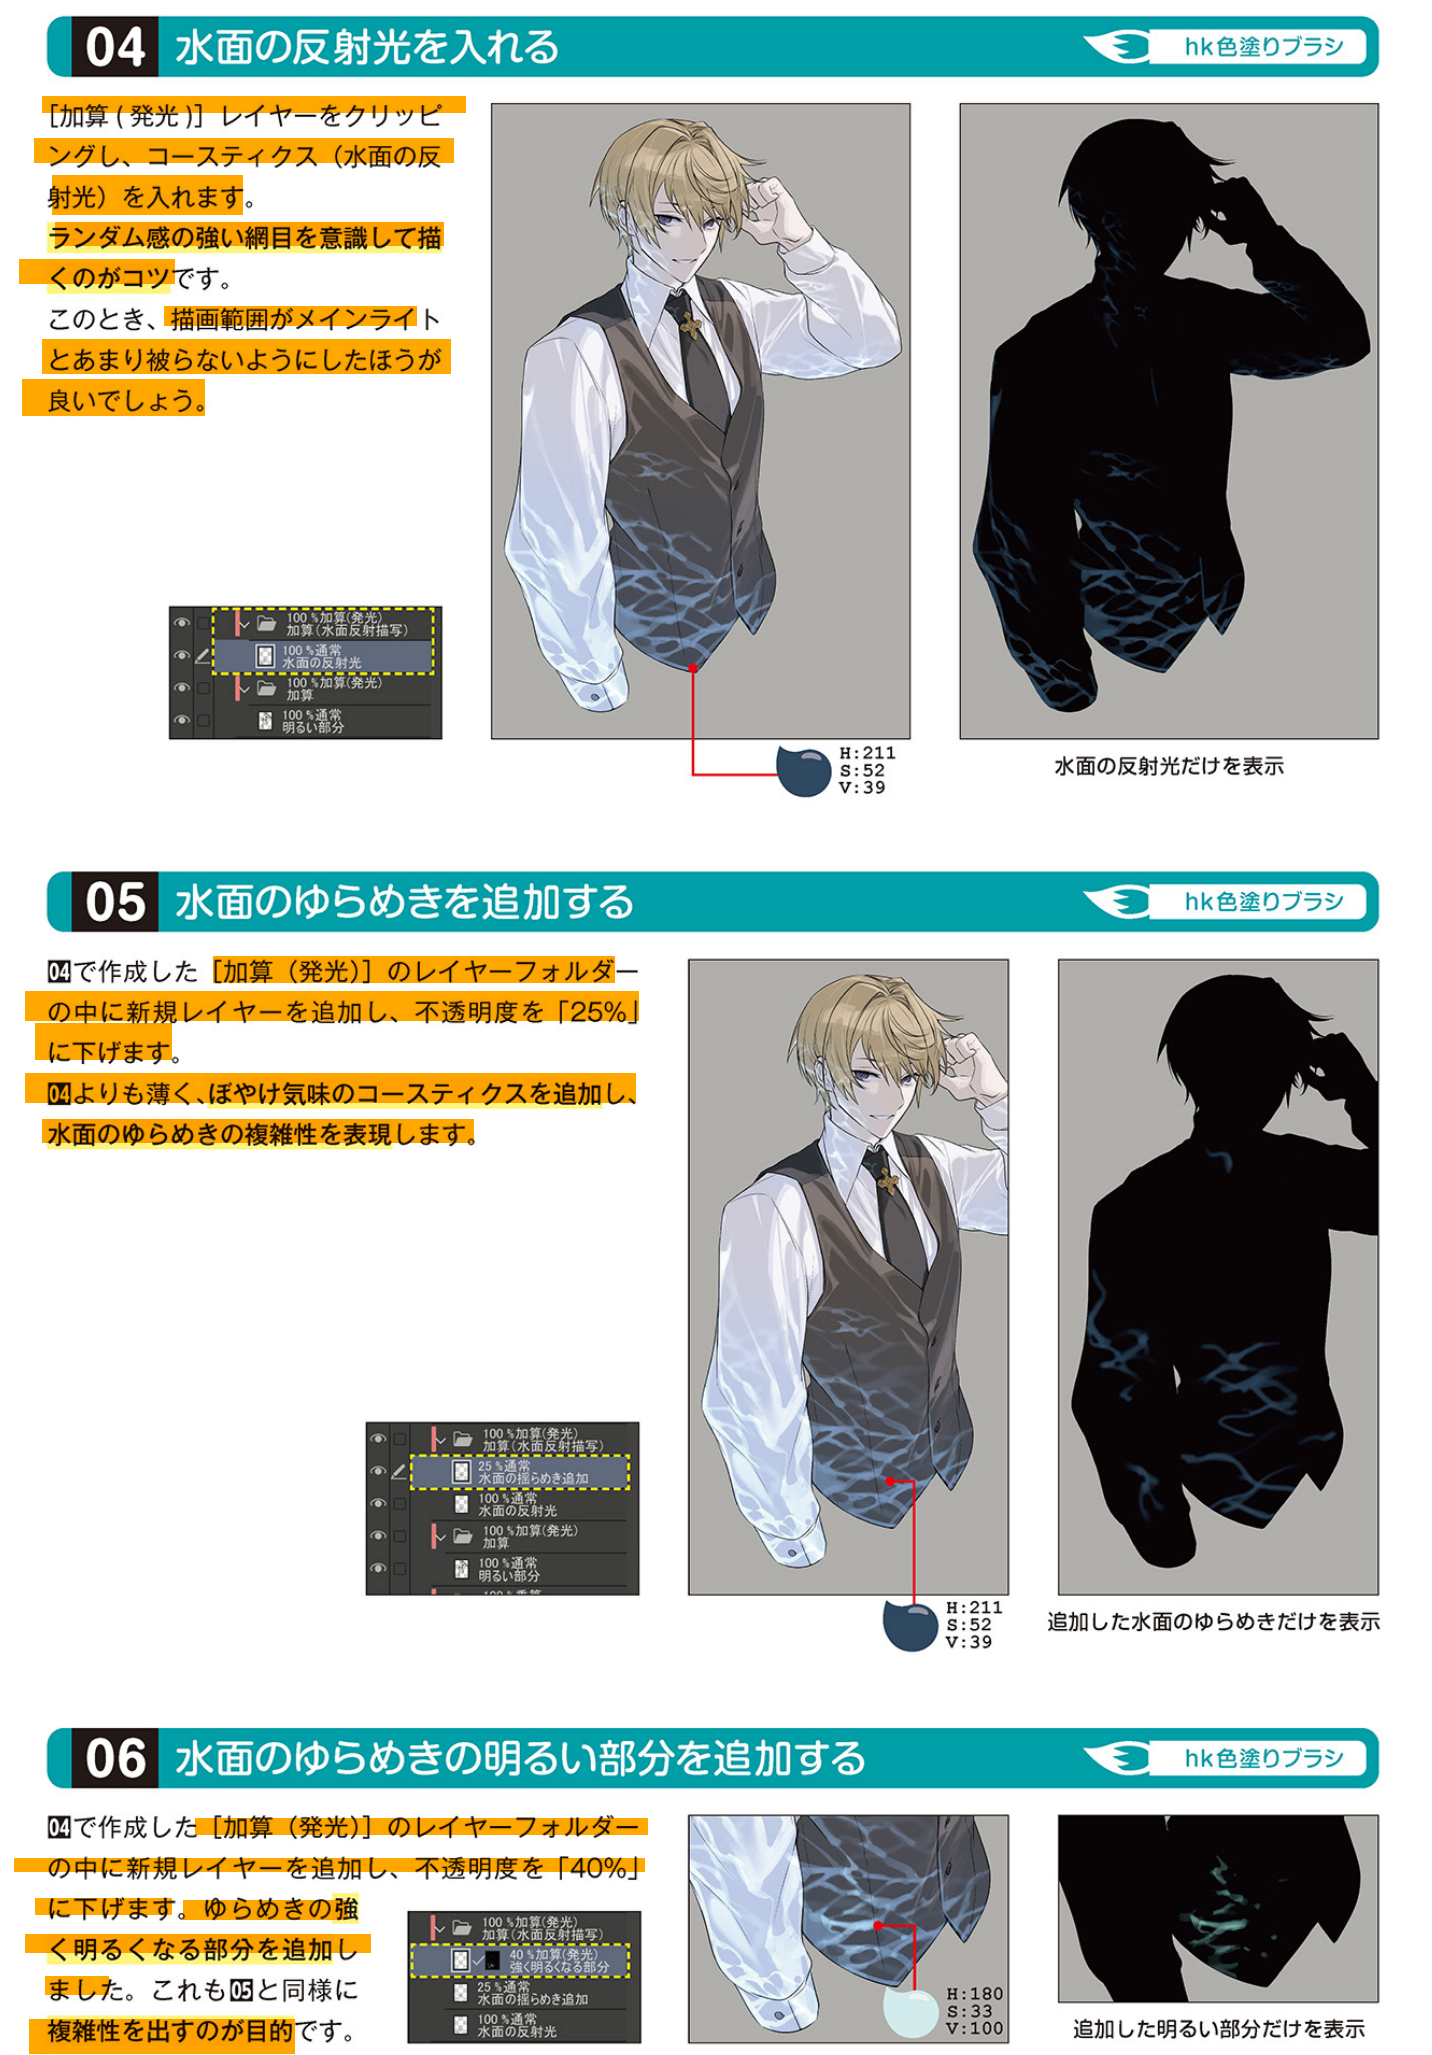 04 水面の反射光を入れる
hk色塗りブラシ
［加算(発光)］レイヤーをクリッピ
ングし、コースティクス（水面の反
射光）を入れます。
ランダム感の強い網目を意識して描
くのがコツです。
このとき、描画範囲がメインライト
とあまり被らないようにしたほうが
良いでしょう。
100 %加算(発光)
加算(水面反射描写)
100 %通常
水面の反射光
100 %加算(発光)
加算
100 %通常
明るい部分
H:211
S:52
V:39
水面の反射光だけを表示
05 水面のゆらめきを追加する
hk色塗りブラシ
04で作成した［加算（発光）］のレイヤーフォルダー
の中に新規レイヤーを追加し、不透明度を「25%」
に下げます。
04よりも薄く、ぼやけ気味のコースティクスを追加し、
水面のゆらめきの複雑性を表現します。
100 %加算(発光)
加算(水面反射描写)
25 %通常
水面の揺らめき追加
100 %通常
水面の反射光
100 %加算(発光)
加算
100 %通常
明るい部分
H:211
S:52
V:39
追加した水面のゆらめきだけを表示
06 水面のゆらめきの明るい部分を追加する
hk色塗りブラシ
04で作成した［加算（発光）］のレイヤーフォルダー
の中に新規レイヤーを追加し、不透明度を「40%」
に下げます。ゆらめきの強
く明るくなる部分を追加し
ました。これも05と同様に
複雑性を出すのが目的です。
100 %加算(発光)
加算(水面反射描写)
40 %加算(発光)
強く明るくなる部分
25 %通常
水面の揺らめき追加
100 %通常
水面の反射光
H:180
S:33
V:100
追加した明るい部分だけを表示